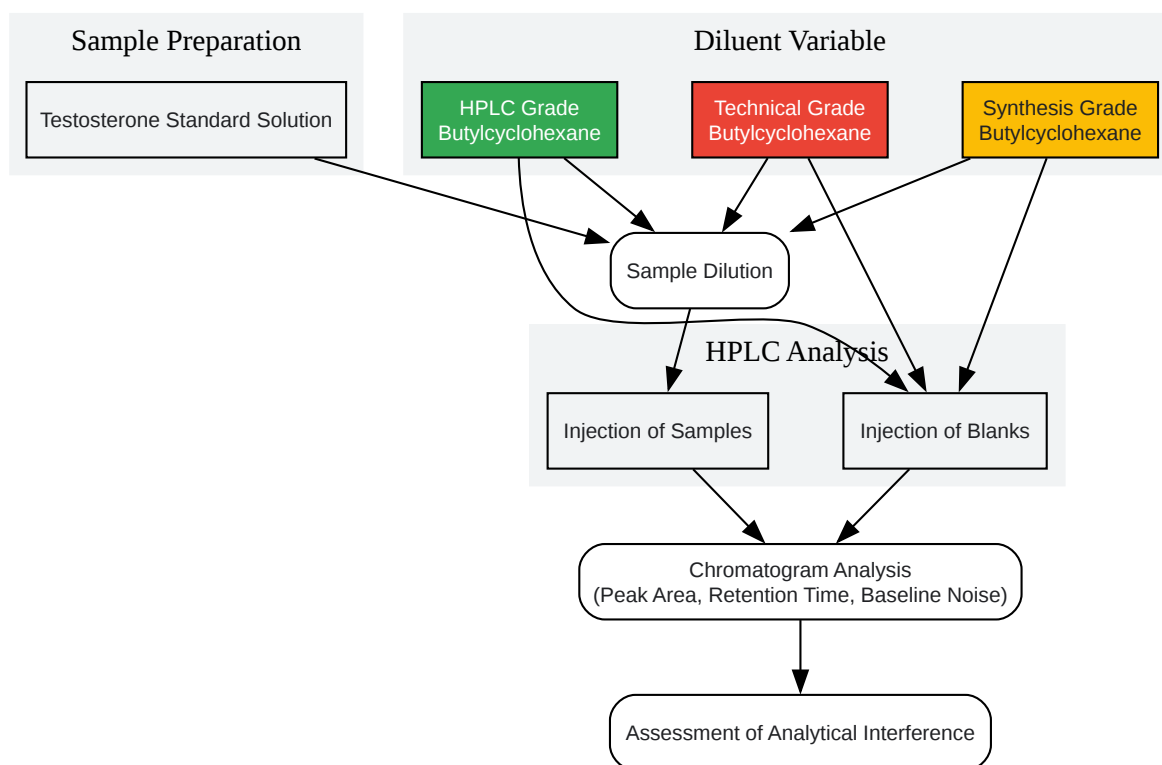 Sample Preparation
Diluent Variable
Testosterone Standard Solution
HPLC Grade
Butylcyclohexane
Technical Grade
Butylcyclohexane
Synthesis Grade
Butylcyclohexane
Sample Dilution
HPLC Analysis
Injection of Samples
Injection of Blanks
Chromatogram Analysis
(Peak Area, Retention Time, Baseline Noise)
Assessment of Analytical Interference